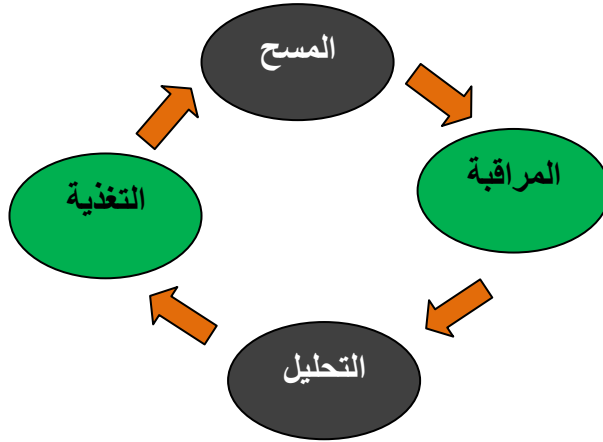 المسح
المراقبة
التحليل
التغذية